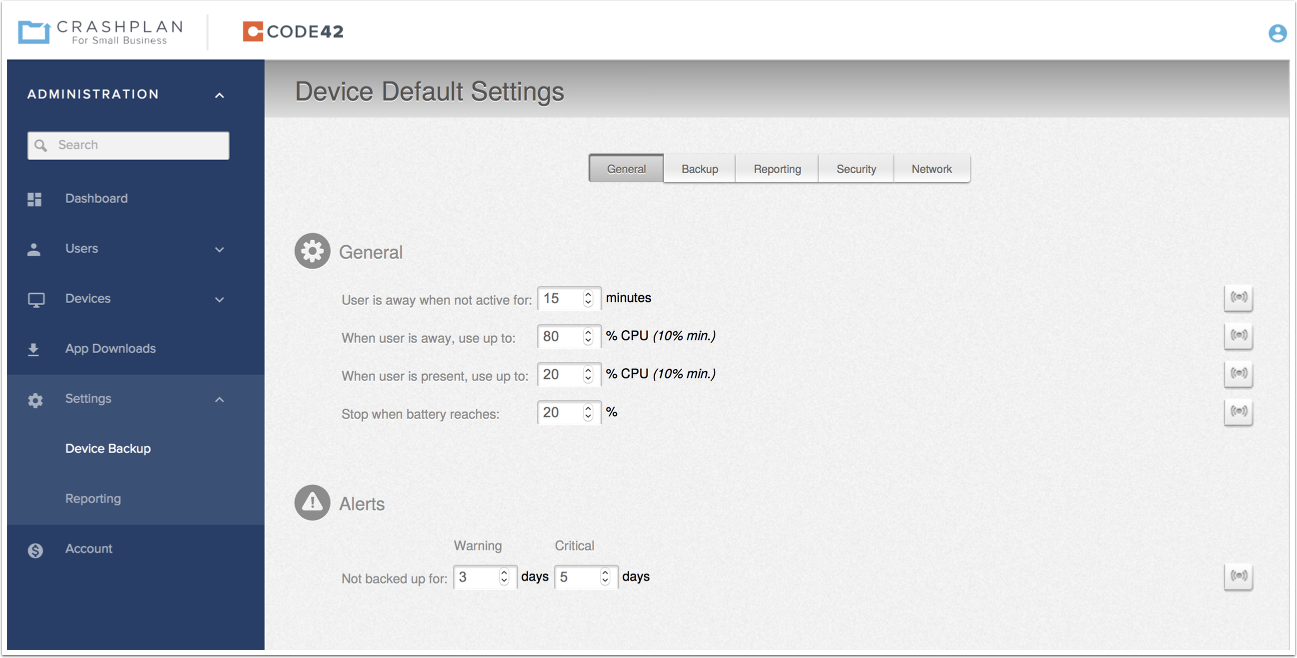 CRASHPLAN
For Small Business
CODE42
ADMINISTRATION
Search
Dashboard
Users
Devices
App Downloads
Settings
Device Backup
Reporting
Account
Device Default Settings
General Backup Reporting Security Network
General
User is away when not active for: 15 minutes
When user is away, use up to: 80 % CPU (10% min.)
When user is present, use up to: 20 % CPU (10% min.)
Stop when battery reaches: 20 %
Alerts
Warning Critical
Not backed up for: 3 days 5 days